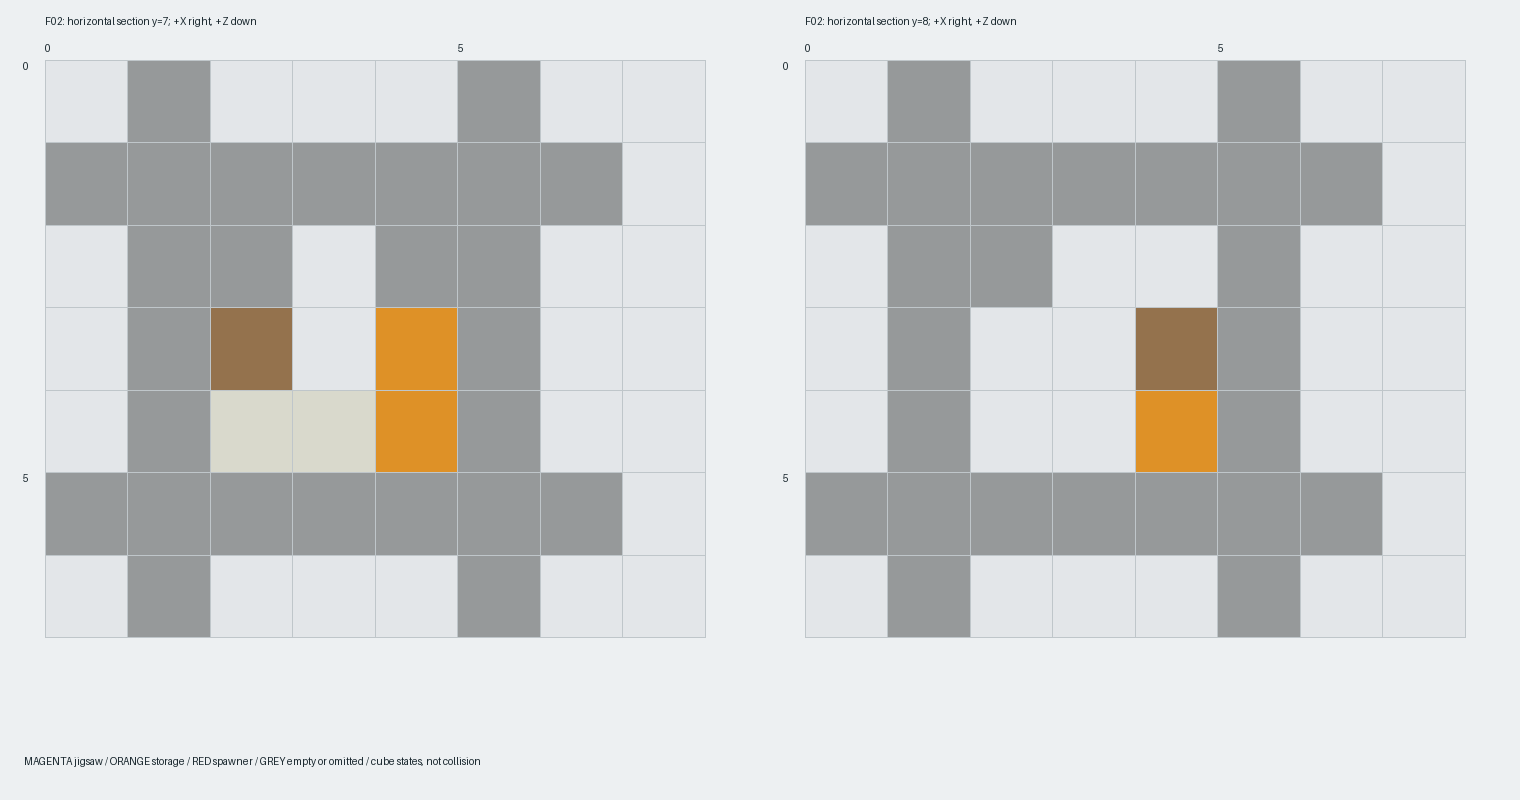 F02: horizontal section y=7; +X right, +Z down
0 5
0
5
F02: horizontal section y=8; +X right, +Z down
0 5
0
5
MAGENTA jigsaw / ORANGE storage / RED spawner / GREY empty or omitted / cube states, not collision